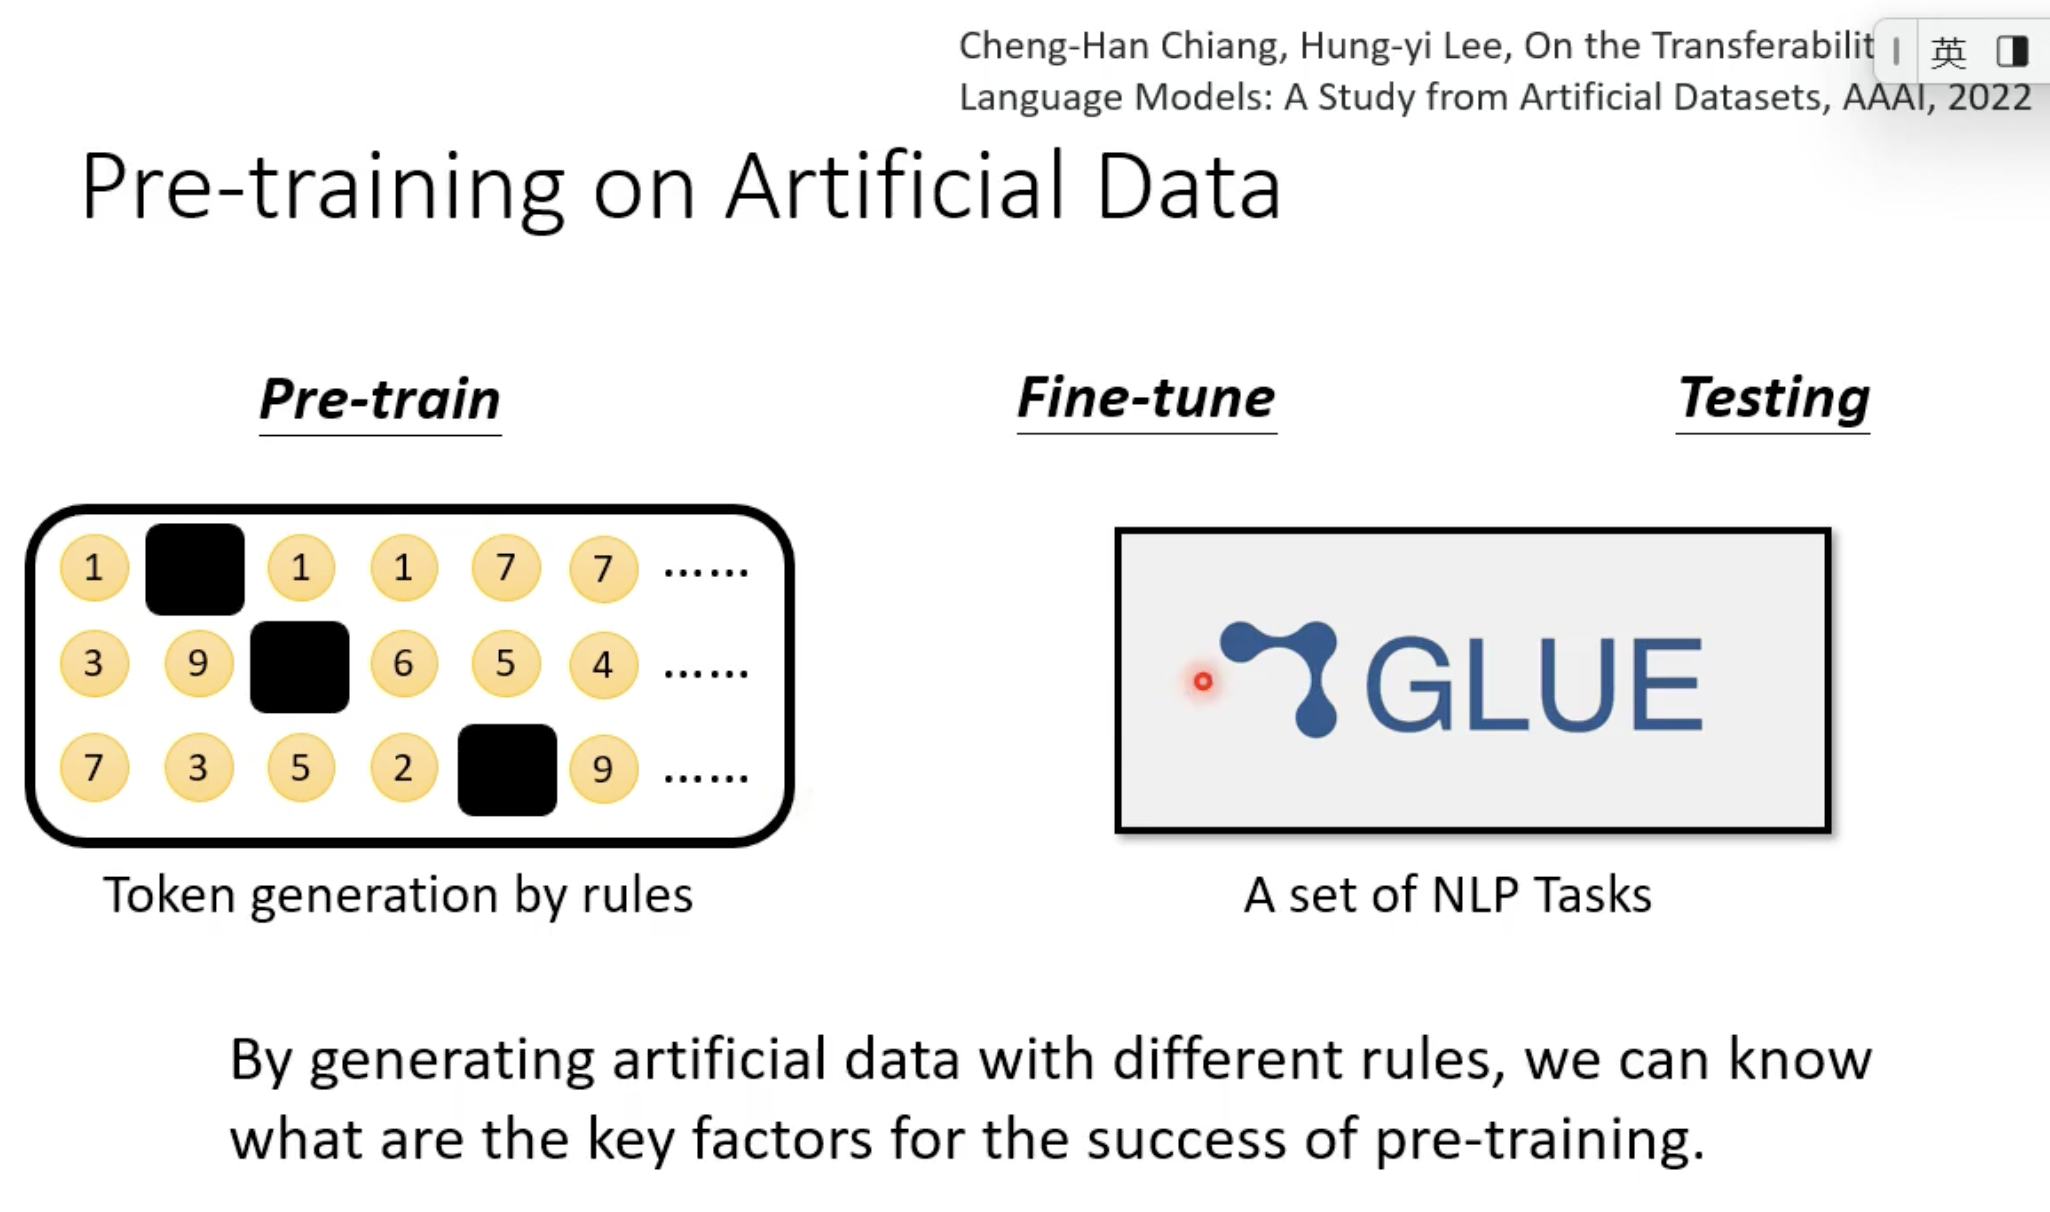 Cheng-Han Chiang, Hung-yi Lee, On the
英
Language Models: A Study from Artificial Datasets, AAAI, 2022
Pre-training on Artificial Data
Pre-train Fine-tune Testing
1 1 1 7 7 ......
3 9 6 5 4 ......
7 3 5 2 9 ......
GLUE
Token generation by rules
A set of NLP Tasks
By generating artificial data with different rules, we can know
what are the key factors for the success of pre-training.